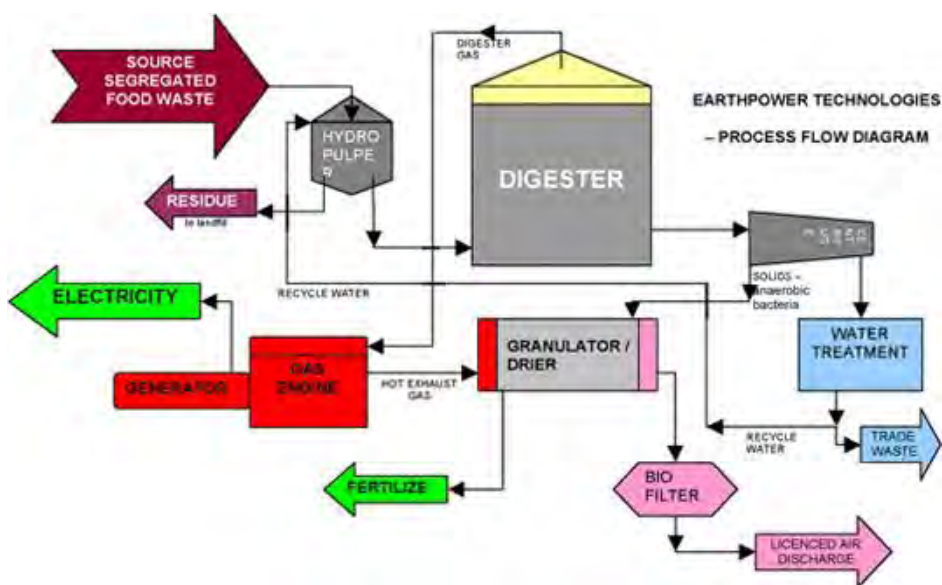 SOURCE
SEGREGATED
FOOD WASTE
DIGESTER
GAS
EARTHPOWER TECHNOLOGIES
– PROCESS FLOW DIAGRAM
HYDRO
PULPE
R
DIGESTER
RESIDUE
to landfill
ELECTRICITY
RECYCLE WATER
SOLIDS –
anaerobic
bacteria
WATER
TREATMENT
GRANULATOR /
DRIER
GAS
ENGINE
GENERATOR
HOT EXHAUST
GAS
RECYCLE
WATER
TRADE
WASTE
FERTILIZE
BIO
FILTER
LICENCED AIR
DISCHARGE